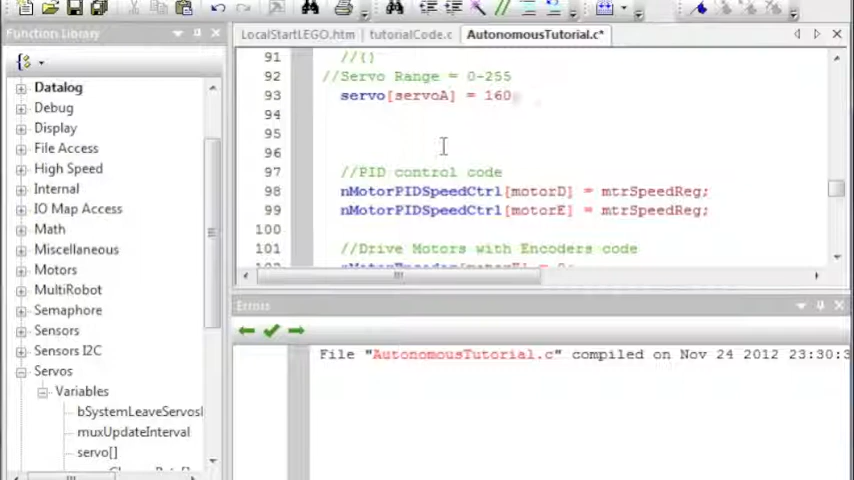 Function Library
LocalStartLEGO.htm
tutorialCode.c
AutonomousTutorial.c*
Datalog
Debug
Display
File Access
High Speed
Internal
IO Map Access
Math
Miscellaneous
Motors
MultiRobot
Semaphore
Sensors
Sensors I2C
Servos
Variables
bSystemLeaveServosE
muxUpdateInterval
servo[]
91 //()
92 //Servo Range = 0-255
93 servo[servoA] = 160;
94
95
96
97 //PID control code
98 nMotorPIDSpeedCtrl[motorD] = mtrSpeedReg;
99 nMotorPIDSpeedCtrl[motorE] = mtrSpeedReg;
100
101 //Drive Motors with Encoders code
Errors
File "AutonomousTutorial.c" compiled on Nov 24 2012 23:30:3